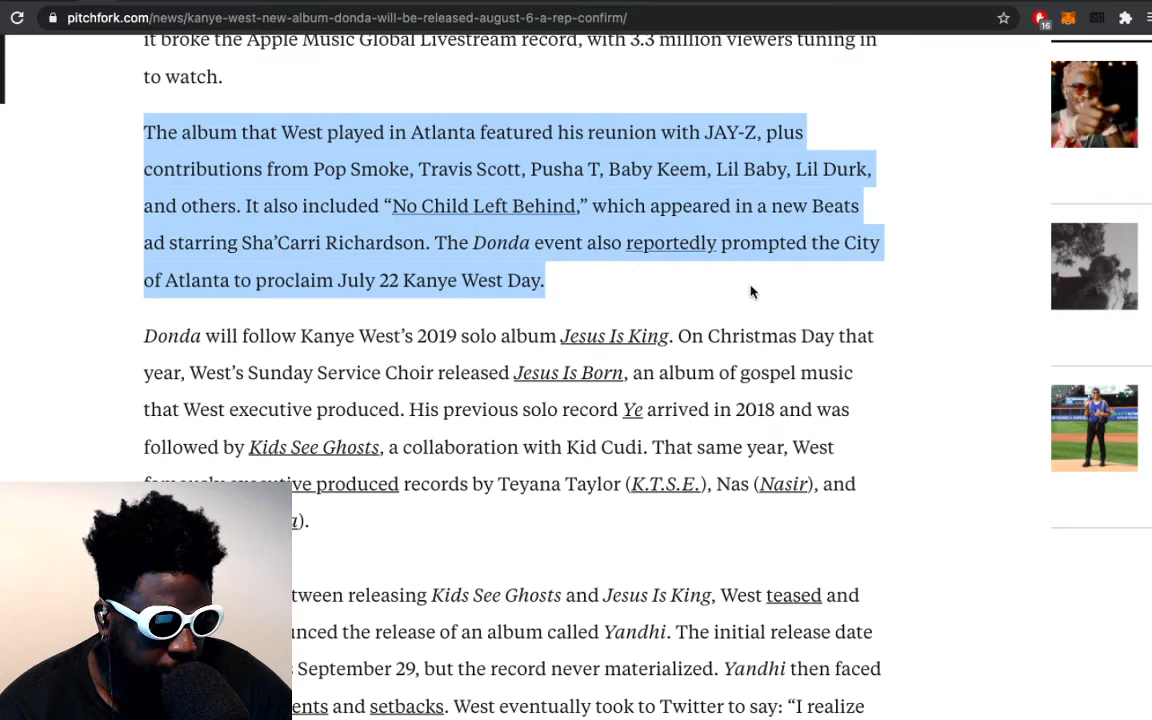 pitchfork.com/news/kanye-west-new-album-donda-will-be-released-august-6-a-rep-confirm/
16
it broke the Apple Music Global Livestream record, with 3.3 million viewers tuning in
to watch.
The album that West played in Atlanta featured his reunion with JAY-Z, plus
contributions from Pop Smoke, Travis Scott, Pusha T, Baby Keem, Lil Baby, Lil Durk,
and others. It also included “No Child Left Behind,” which appeared in a new Beats
ad starring Sha’Carri Richardson. The Donda event also reportedly prompted the City
of Atlanta to proclaim July 22 Kanye West Day.
Donda will follow Kanye West’s 2019 solo album Jesus Is King. On Christmas Day that
year, West’s Sunday Service Choir released Jesus Is Born, an album of gospel music
that West executive produced. His previous solo record Ye arrived in 2018 and was
followed by Kids See Ghosts, a collaboration with Kid Cudi. That same year, West
famously executive produced records by Teyana Taylor (K.T.S.E.), Nas (Nasir), and
).
tween releasing Kids See Ghosts and Jesus Is King, West teased and
unced the release of an album called Yandhi. The initial release date
September 29, but the record never materialized. Yandhi then faced
ents and setbacks. West eventually took to Twitter to say: “I realize